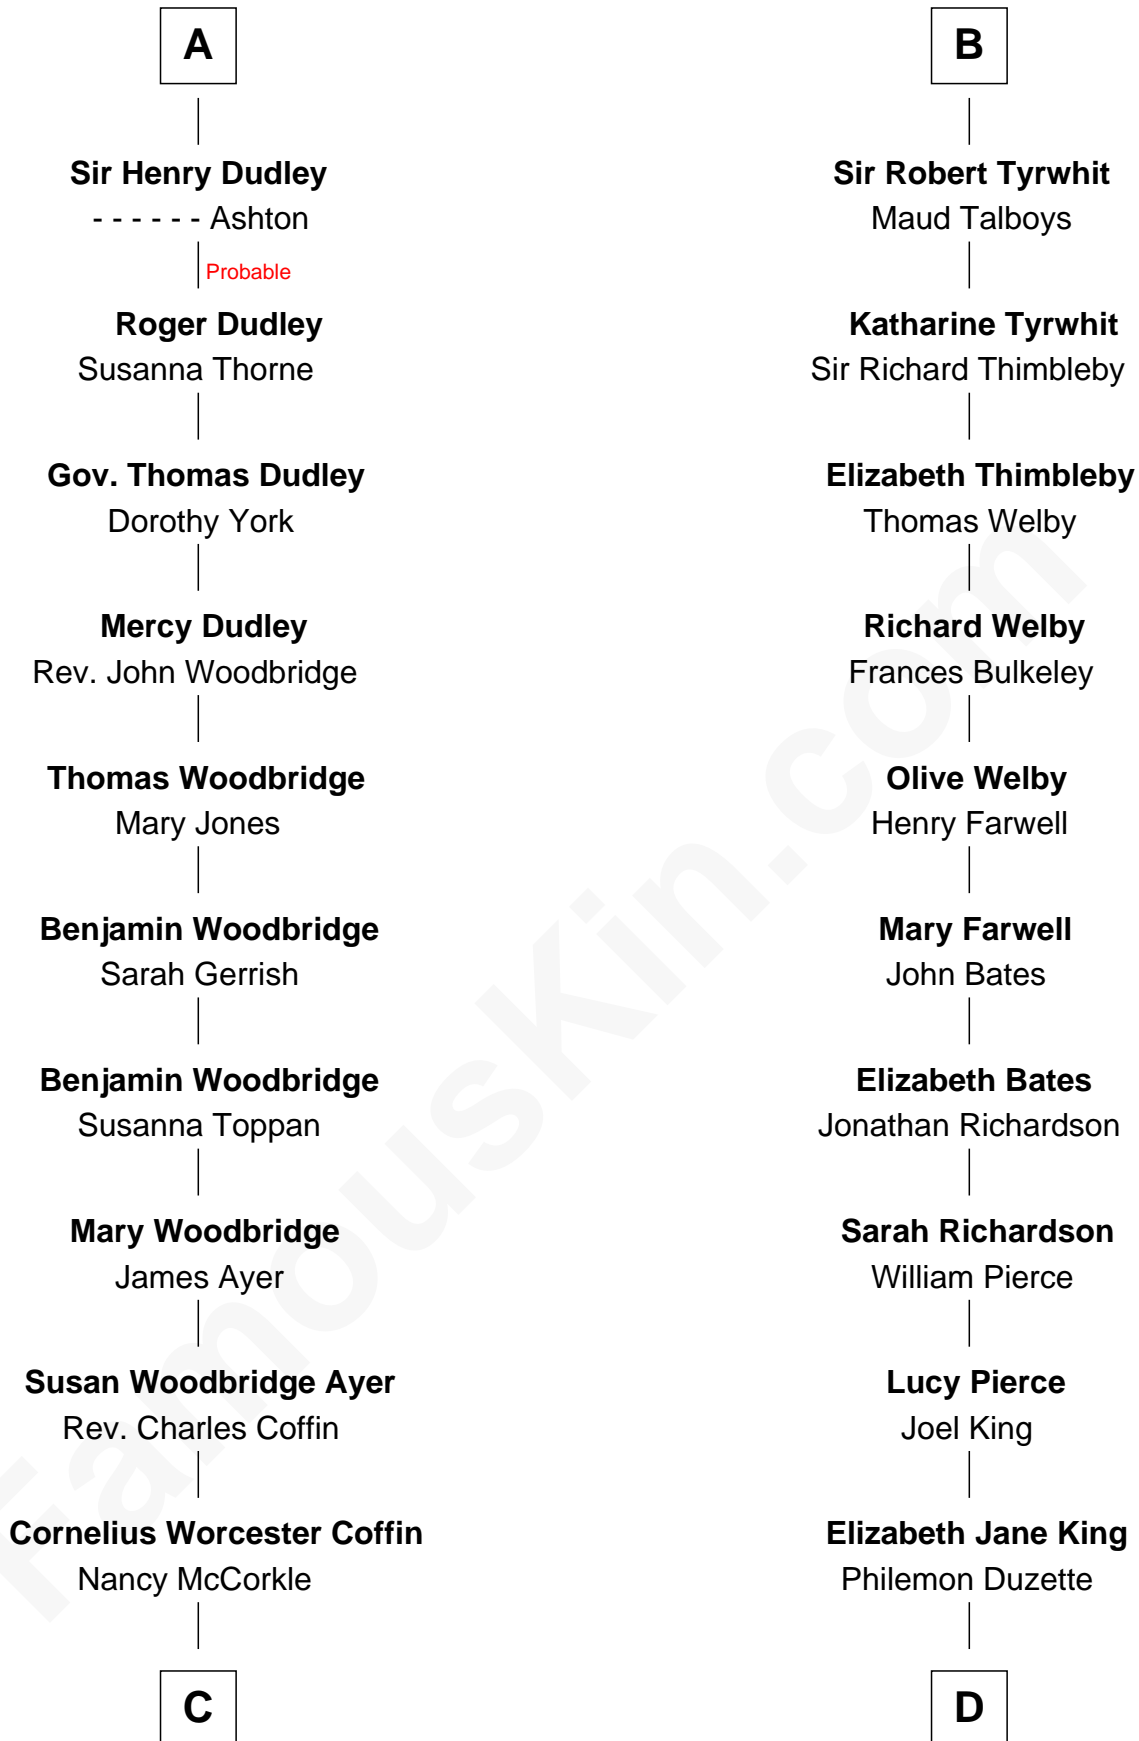 A
Sir Henry Dudley
- - - - - - Ashton
Probable
Roger Dudley
Susanna Thorne
Gov. Thomas Dudley
Dorothy York
Mercy Dudley
Rev. John Woodbridge
Thomas Woodbridge
Mary Jones
Benjamin Woodbridge
Sarah Gerrish
Benjamin Woodbridge
Susanna Toppan
Mary Woodbridge
James Ayer
Susan Woodbridge Ayer
Rev. Charles Coffin
Cornelius Worcester Coffin
Nancy McCorkle
C
B
Sir Robert Tyrwhit
Maud Talboys
Katharine Tyrwhit
Sir Richard Thimbleby
Elizabeth Thimbleby
Thomas Welby
Richard Welby
Frances Bulkeley
Olive Welby
Henry Farwell
Mary Farwell
John Bates
Elizabeth Bates
Jonathan Richardson
Sarah Richardson
William Pierce
Lucy Pierce
Joel King
Elizabeth Jane King
Philemon Duzette
D
FamousKin.com